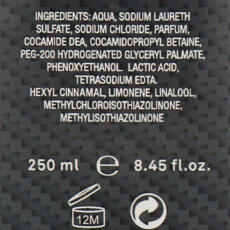 INGREDIENTS: AQUA, SODIUM LAURETH
SULFATE, SODIUM CHLORIDE, PARFUM,
COCAMIDE DEA, COCAMIDOPROPYL BETAINE,
PEG-200 HYDROGENATED GLYCERYL PALMATE,
PHENOXYETHANOL. LACTIC ACID,
TETRASODIUM EDTA.
HEXYL CINNAMAL, LIMONENE, LINALOOL,
METHYLCHLOROISOTHIAZOLINONE,
METHYLISOTHIAZOLINONE
250 ml ℮ 8.45 fl.oz.
12M